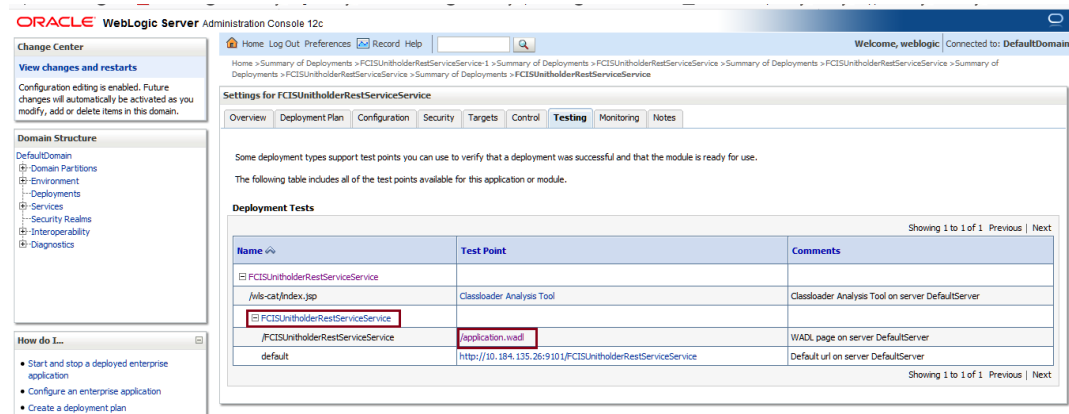 ORACLE WebLogic Server Administration Console 12c
Change Center
View changes and restarts
Configuration editing is enabled. Future
changes will automatically be activated as you
modify, add or delete items in this domain.
Domain Structure
DefaultDomain
Domain Partitions
Environment
Deployments
Services
Security Realms
Interoperability
Diagnostics
How do I...
Start and stop a deployed enterprise
application
Configure an enterprise application
Create a deployment plan
Home Log Out Preferences Record Help
Welcome, weblogic Connected to: DefaultDomain
Home >Summary of Deployments >FCISUnitholderRestServiceService-1 >Summary of Deployments >FCISUnitholderRestServiceService >Summary of Deployments >FCISUnitholderRestServiceService >Summary of
Deployments >FCISUnitholderRestServiceService >Summary of Deployments >FCISUnitholderRestServiceService
Settings for FCISUnitholderRestServiceService
Overview Deployment Plan Configuration Security Targets Control Testing Monitoring Notes
Some deployment types support test points you can use to verify that a deployment was successful and that the module is ready for use.
The following table includes all of the test points available for this application or module.
Deployment Tests
Showing 1 to 1 of 1 Previous | Next
Name Test Point Comments
FCISUnitholderRestServiceService
/wls-cat/index.jsp Classloader Analysis Tool Classloader Analysis Tool on server DefaultServer
FCISUnitholderRestServiceService
/FCISUnitholderRestServiceService /application.wadl WADL page on server DefaultServer
default http://10.184.135.26:9101/FCISUnitholderRestServiceService Default url on server DefaultServer
Showing 1 to 1 of 1 Previous | Next